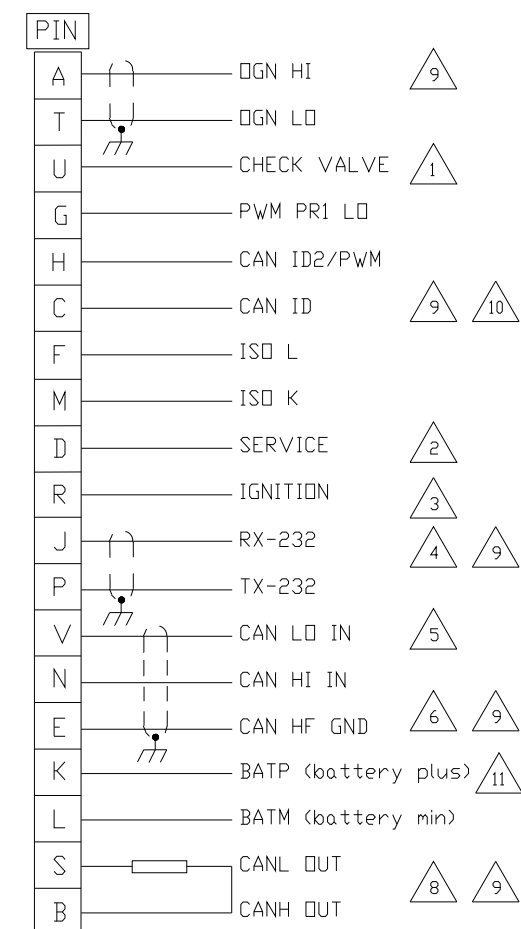 PIN
A OGN HI 9
T OGN LO
U CHECK VALVE 1
G PWM PR1 LO
H CAN ID2/PWM
C CAN ID 9 10
F ISO L
M ISO K
D SERVICE 2
R IGNITION 3
J RX-232 4 9
P TX-232
V CAN LO IN 5
N CAN HI IN
E CAN HF GND 6 9
K BATP (battery plus) 11
L BATM (battery min)
S CANL OUT 8 9
B CANH OUT